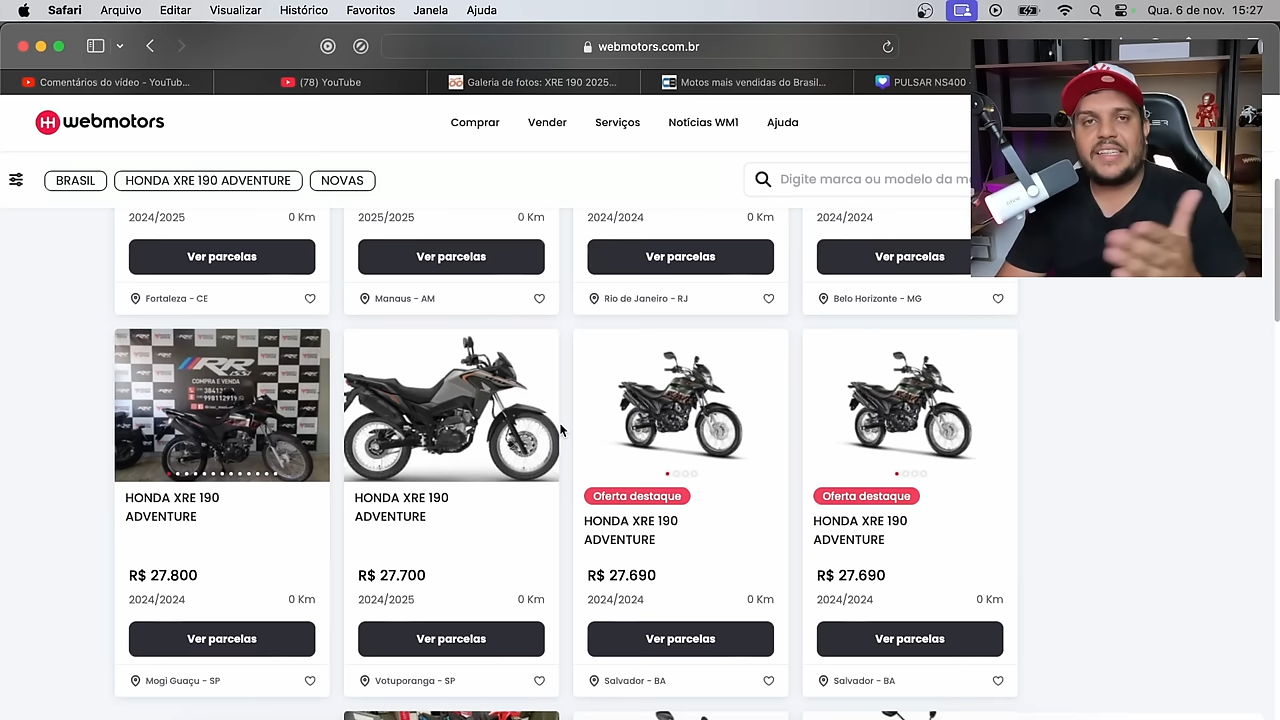 Safari Arquivo Editar Visualizar Histórico Favoritos Janela Ajuda Qua. 6 de nov. 15:27
webmotors.com.br
Comentários do vídeo - YouTub... (78) YouTube Galeria de fotos: XRE 190 2025... Motos mais vendidas do Brasil... PULSAR NS400
webmotors Comprar Vender Serviços Notícias WM1 Ajuda
BRASIL HONDA XRE 190 ADVENTURE NOVAS Digite marca ou modelo da
2024/2025 0 Km 2025/2025 0 Km 2024/2024 0 Km 2024/2024
Ver parcelas Ver parcelas Ver parcelas Ver parcelas
Fortaleza - CE Manaus - AM Rio de Janeiro - RJ Belo Horizonte - MG
RR
COMPRA E VENDA
Oferta destaque Oferta destaque
HONDA XRE 190 HONDA XRE 190 HONDA XRE 190 HONDA XRE 190
ADVENTURE ADVENTURE ADVENTURE ADVENTURE
R$ 27.800 R$ 27.700 R$ 27.690 R$ 27.690
2024/2024 0 Km 2024/2025 0 Km 2024/2024 0 Km 2024/2024 0 Km
Ver parcelas Ver parcelas Ver parcelas Ver parcelas
Mogi Guaçu - SP Votuporanga - SP Salvador - BA Salvador - BA